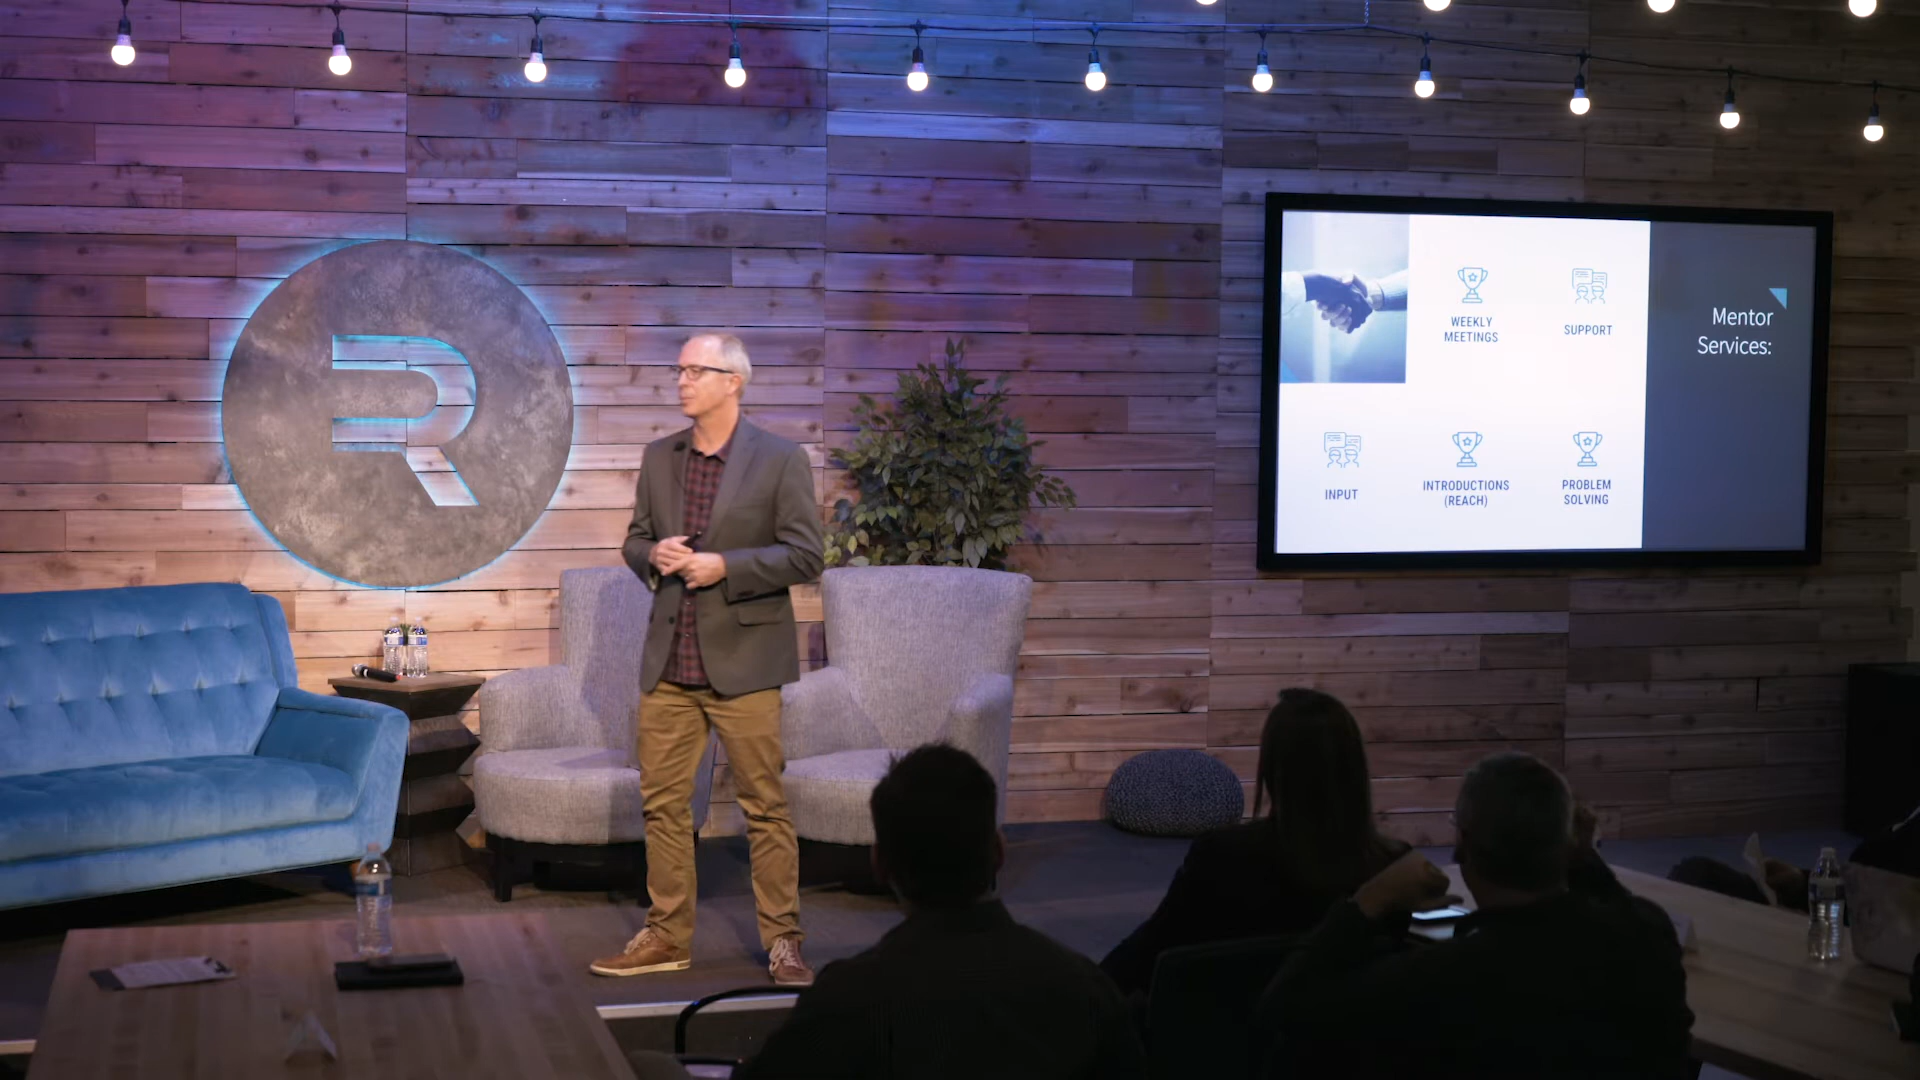 R
WEEKLY
MEETINGS
SUPPORT
Mentor
Services:
INPUT
INTRODUCTIONS
(REACH)
PROBLEM
SOLVING